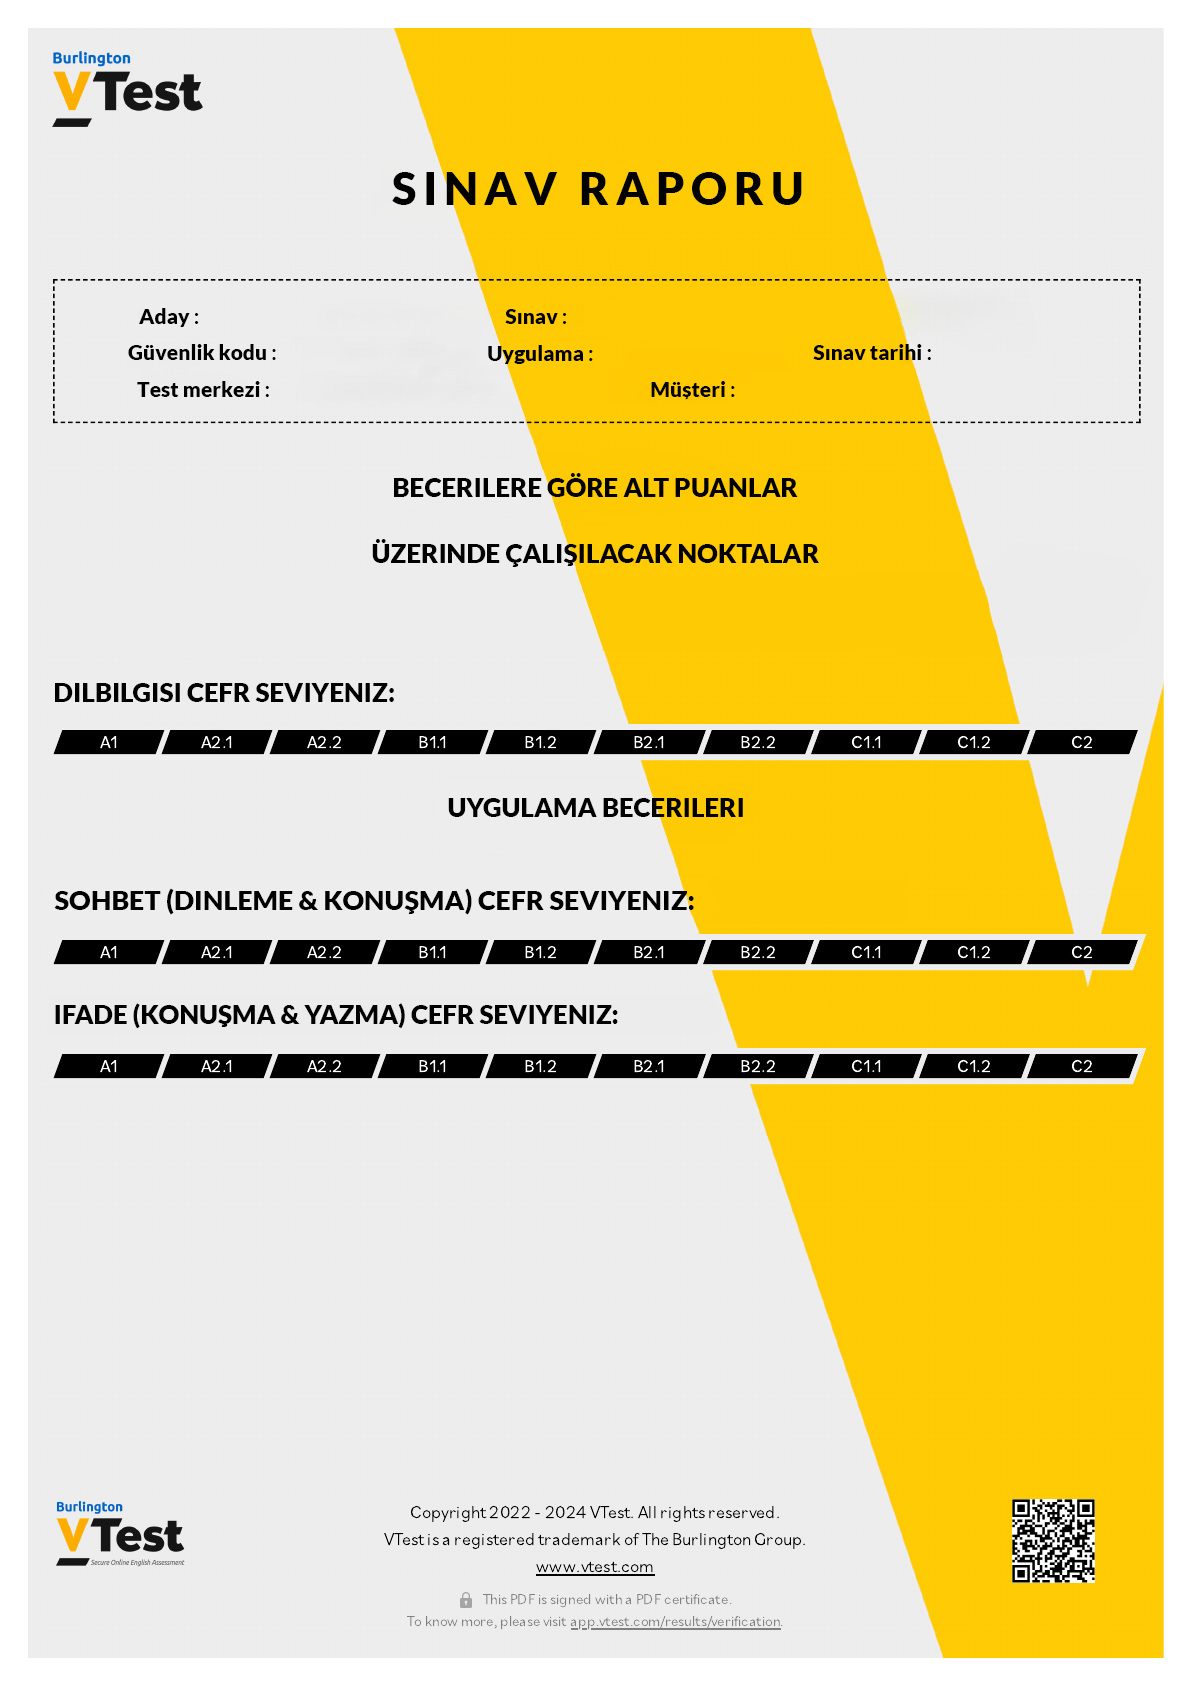 Burlington
VTest
SINAV RAPORU
Aday :
Sınav :
Güvenlik kodu :
Uygulama :
Sınav tarihi :
Test merkezi :
Müşteri :
BECERILERE GÖRE ALT PUANLAR
ÜZERINDE ÇALIŞILACAK NOKTALAR
DILBILGISI CEFR SEVIYENIZ:
A1 A2.1 A2.2 B1.1 B1.2 B2.1 B2.2 C1.1 C1.2 C2
UYGULAMA BECERILERI
SOHBET (DINLEME & KONUŞMA) CEFR SEVIYENIZ:
A1 A2.1 A2.2 B1.1 B1.2 B2.1 B2.2 C1.1 C1.2 C2
IFADE (KONUŞMA & YAZMA) CEFR SEVIYENIZ:
A1 A2.1 A2.2 B1.1 B1.2 B2.1 B2.2 C1.1 C1.2 C2
Burlington
VTest
Secure Online English Assessment
Copyright 2022 - 2024 VTest. All rights reserved.
VTest is a registered trademark of The Burlington Group.
www.vtest.com
This PDF is signed with a PDF certificate.
To know more, please visit app.vtest.com/results/verification.